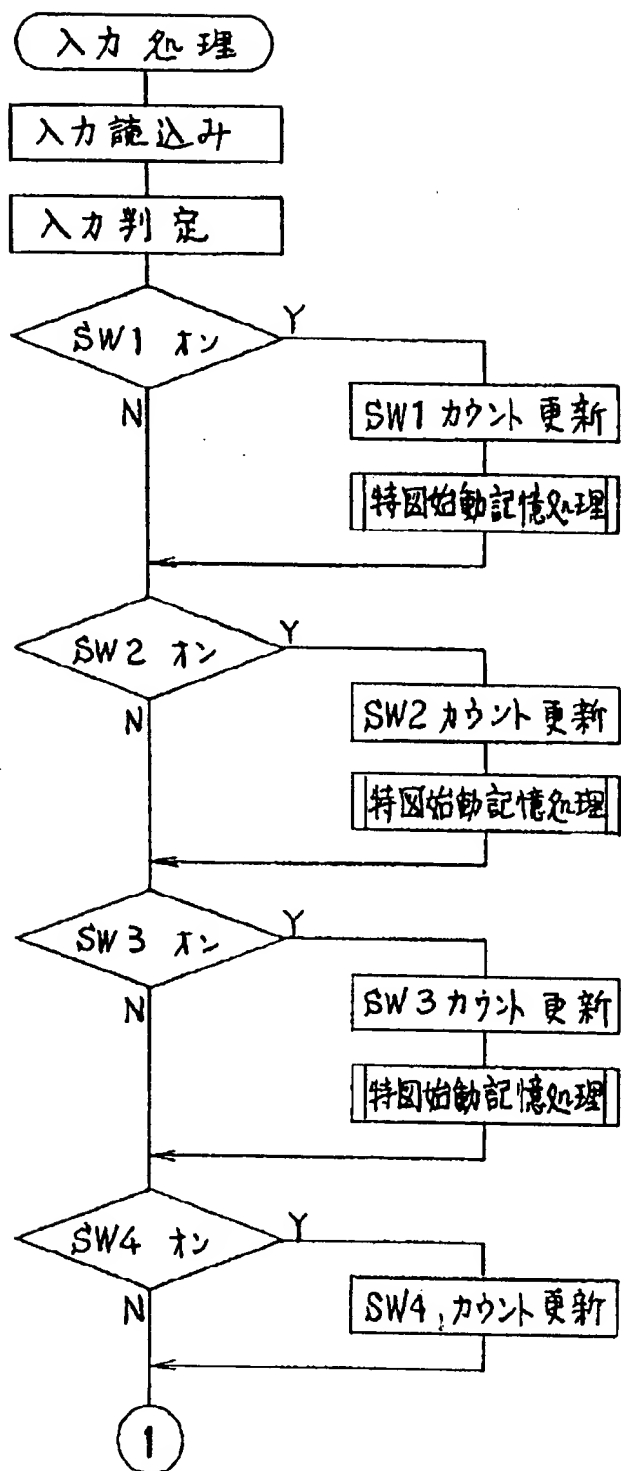 入力処理
入力読込み
入力判定
SW1 オン
Y
N
SW1 カウント更新
特図始動記憶処理
SW2 オン
Y
N
SW2 カウント更新
特図始動記憶処理
SW3 オン
Y
N
SW3 カウント更新
特図始動記憶処理
SW4 オン
Y
N
SW4 カウント更新
1